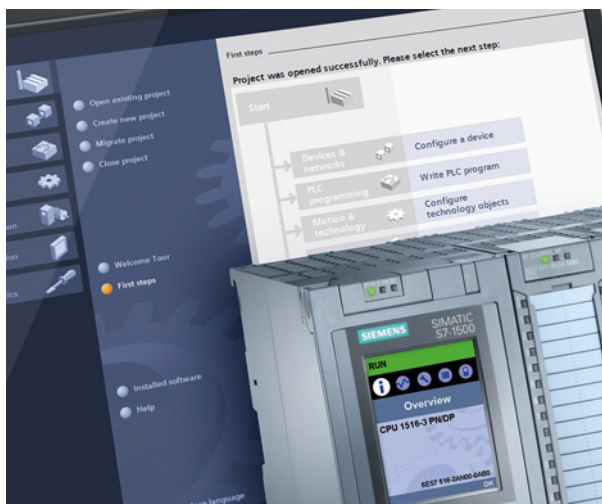 First steps
Project was opened successfully. Please select the next step:
Start
Open existing project
Create new project
Migrate project
Close project
Devices &
networks
Configure a device
PLC
programming
Write PLC program
Motion &
technology
Configure
technology objects
Welcome Tour
First steps
Installed software
Help
language
SIEMENS
SIMATIC
S7-1500
RUN
Overview
CPU 1516-3 PN/DP
6ES7 516-3AN00-0AB0
OK